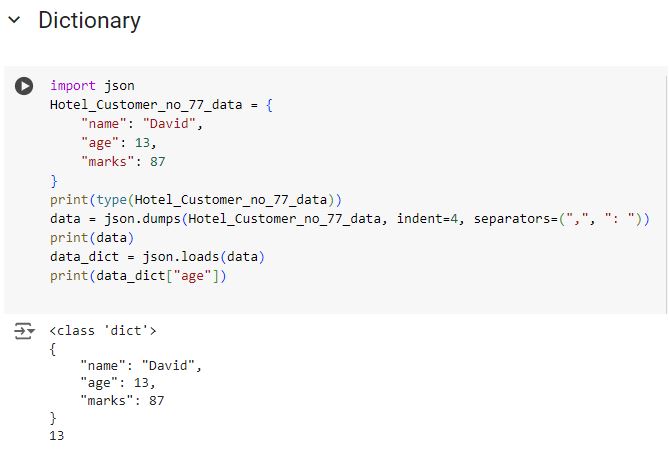 Dictionary
import json
Hotel_Customer_no_77_data = {
    "name": "David",
    "age": 13,
    "marks": 87
}
print(type(Hotel_Customer_no_77_data))
data = json.dumps(Hotel_Customer_no_77_data, indent=4, separators=(",", ": "))
print(data)
data_dict = json.loads(data)
print(data_dict["age"])
<class 'dict'>
{
    "name": "David",
    "age": 13,
    "marks": 87
}
13